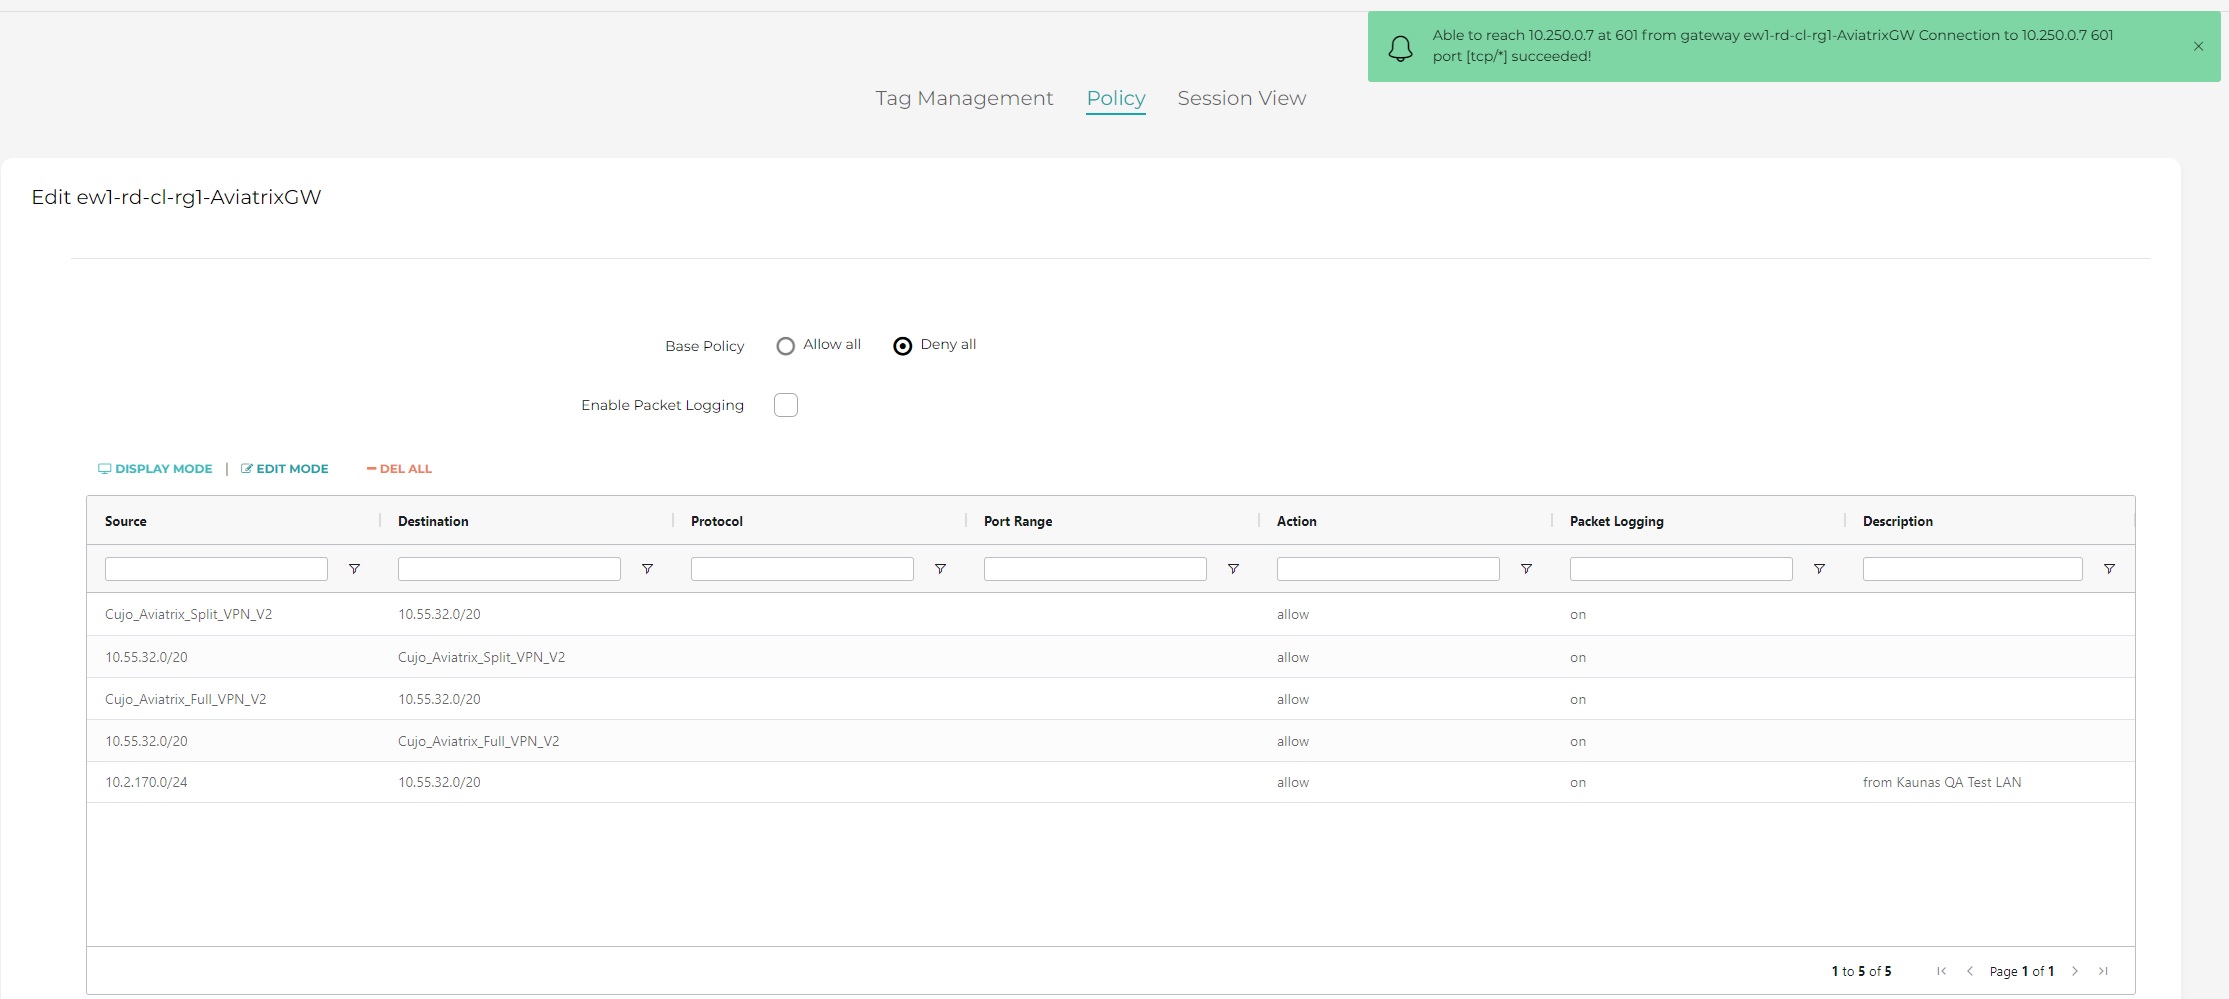 Able to reach 10.250.0.7 at 601 from gateway ew1-rd-cl-rg1-AviatrixGW Connection to 10.250.0.7 601
port [tcp/*] succeeded!
Tag Management Policy Session View
Edit ew1-rd-cl-rg1-AviatrixGW
Base Policy Allow all Deny all
Enable Packet Logging
DISPLAY MODE | EDIT MODE DEL ALL
Source Destination Protocol Port Range Action Packet Logging Description
Cujo_Aviatrix_Split_VPN_V2 10.55.32.0/20 allow on
10.55.32.0/20 Cujo_Aviatrix_Split_VPN_V2 allow on
Cujo_Aviatrix_Full_VPN_V2 10.55.32.0/20 allow on
10.55.32.0/20 Cujo_Aviatrix_Full_VPN_V2 allow on
10.2.170.0/24 10.55.32.0/20 allow on from Kaunas QA Test LAN
1 to 5 of 5 Page 1 of 1